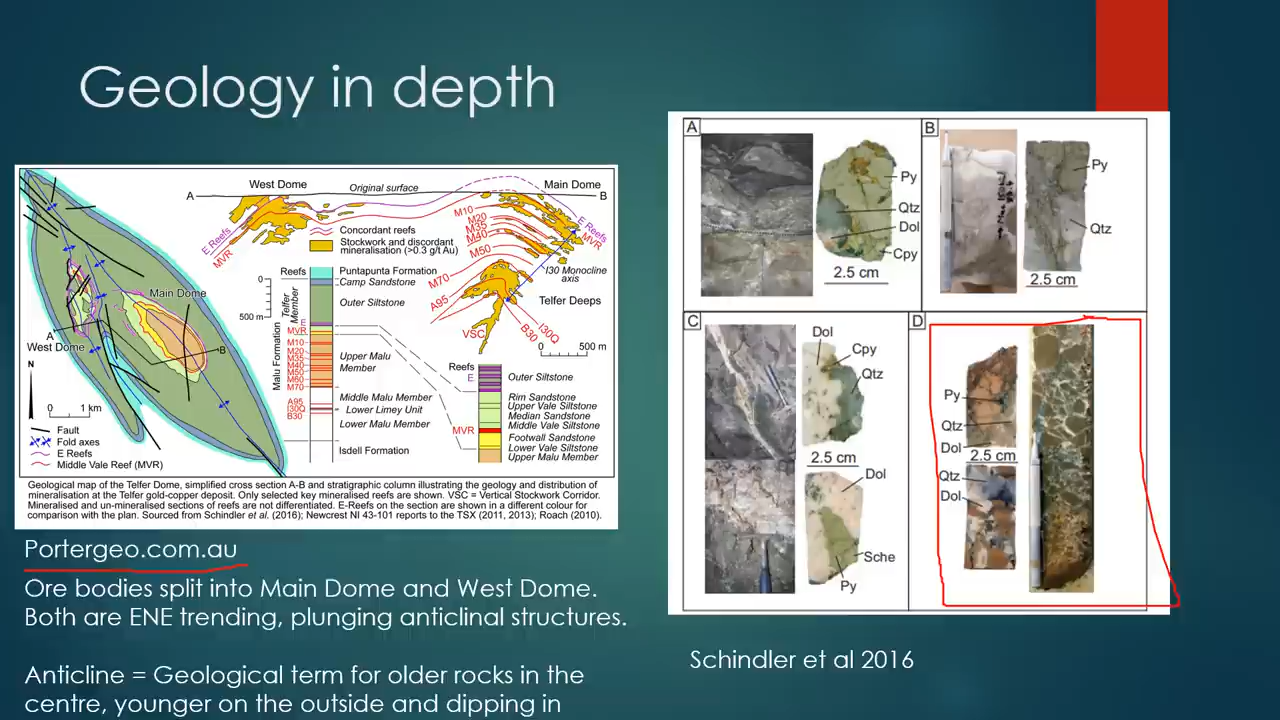 Geology in depth
West Dome
Original surface
Main Dome
A
B
E Reefs
MVR
Concordant reefs
Stockwork and discordant
mineralisation (>0.3 g/t Au)
M10
M20
M35
M40
M50
M70
A95
VSC
B30
I30Q
E Reefs
MVR
I30 Monocline
axis
Telfer Deeps
0
500 m
Main Dome
A
West Dome
B
N
0
1 km
Fault
Fold axes
E Reefs
Middle Vale Reef (MVR)
Reefs
0
500 m
Telfer
Member
Malu Formation
E
MVR
M10
M20
M35
M40
M50
M60
M70
A95
I30Q
B30
Puntapunta Formation
Camp Sandstone
Outer Siltstone
Upper Malu
Member
Middle Malu Member
Lower Limey Unit
Lower Malu Member
Isdell Formation
Reefs
E
MVR
Outer Siltstone
Rim Sandstone
Upper Vale Siltstone
Median Sandstone
Middle Vale Siltstone
Footwall Sandstone
Lower Vale Siltstone
Upper Malu Member
Geological map of the Telfer Dome, simplified cross section A-B and stratigraphic column illustrating the geology and distribution of
mineralisation at the Telfer gold-copper deposit. Only selected key mineralised reefs are shown. VSC = Vertical Stockwork Corridor.
Mineralised and un-mineralised sections of reefs are not differentiated. E-Reefs on the section are shown in a different colour for
comparison with the plan. Sourced from Schindler et al. (2016); Newcrest NI 43-101 reports to the TSX (2011, 2013); Roach (2010).
Portergeo.com.au
Ore bodies split into Main Dome and West Dome.
Both are ENE trending, plunging anticlinal structures.
Anticline = Geological term for older rocks in the
centre, younger on the outside and dipping in
A
Py
Qtz
Dol
Cpy
2.5 cm
B
Py
Qtz
2.5 cm
C
Dol
Cpy
Qtz
2.5 cm
Dol
Sche
Py
D
Py
Qtz
Dol
2.5 cm
Qtz
Dol
Schindler et al 2016